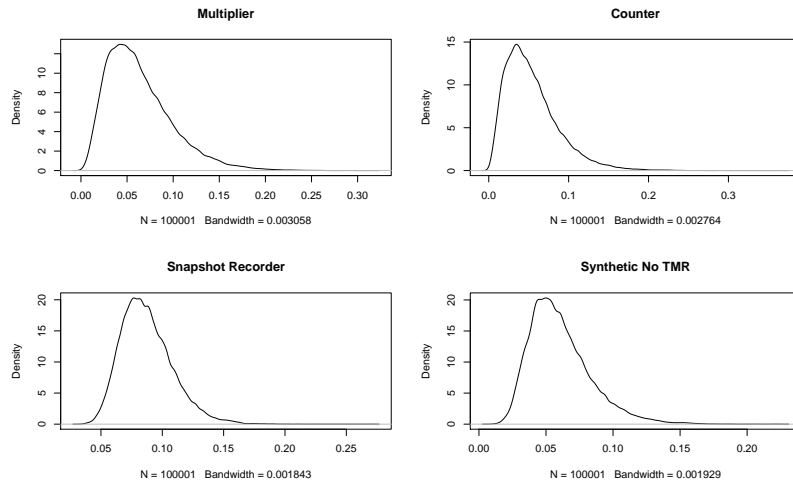 Multiplier
Density
0 2 4 6 8 10
0.00 0.05 0.10 0.15 0.20 0.25 0.30
N = 100001 Bandwidth = 0.003058
Counter
Density
0 5 10 15
0.0 0.1 0.2 0.3
N = 100001 Bandwidth = 0.002764
Snapshot Recorder
Density
0 5 10 15 20
0.05 0.10 0.15 0.20 0.25
N = 100001 Bandwidth = 0.001843
Synthetic No TMR
Density
0 5 10 15 20
0.00 0.05 0.10 0.15 0.20
N = 100001 Bandwidth = 0.001929